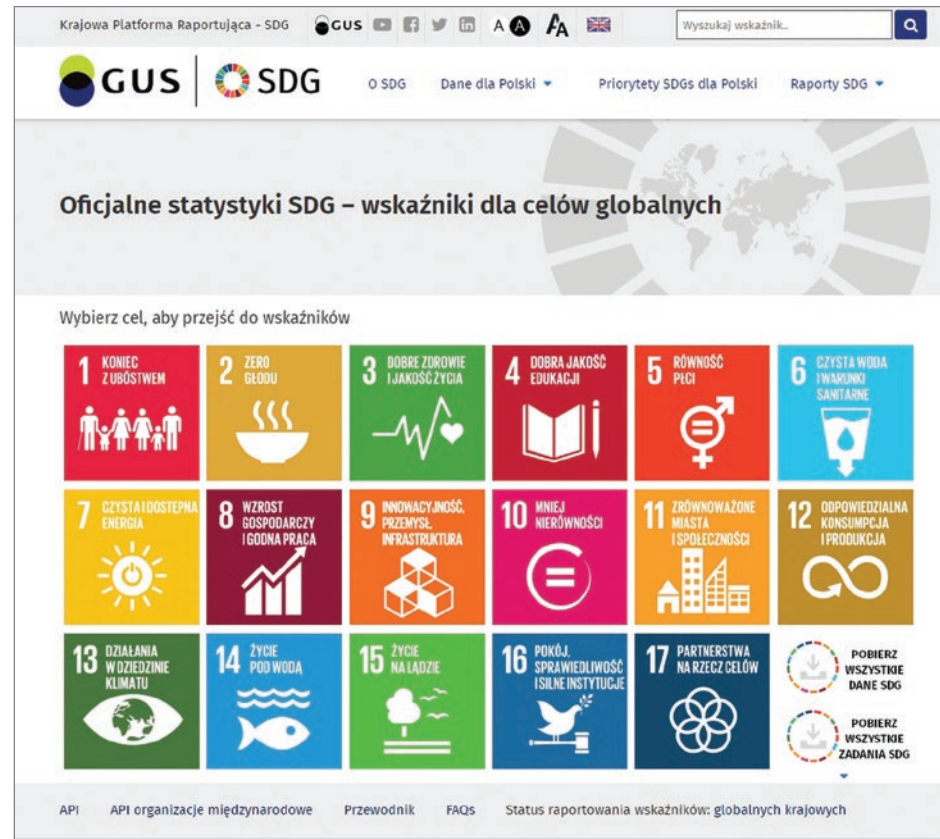 Krajowa Platforma Raportująca - SDG GUS A A AA Wyszukaj wskaźnik..
GUS SDG O SDG Dane dla Polski Priorytety SDGs dla Polski Raporty SDG
Oficjalne statystyki SDG – wskaźniki dla celów globalnych
Wybierz cel, aby przejść do wskaźników
1 KONIEC
Z UBÓSTWEM
2 ZERO
GŁODU
3 DOBRE ZDROWIE
I JAKOŚĆ ŻYCIA
4 DOBRA JAKOŚĆ
EDUKACJI
5 RÓWNOŚĆ
PŁCI
6 CZYSTA WODA
I WARUNKI
SANITARNE
7 CZYSTA I DOSTĘPNA
ENERGIA
8 WZROST
GOSPODARCZY
I GODNA PRACA
9 INNOWACYJNOŚĆ,
PRZEMYSŁ,
INFRASTRUKTURA
10 MNIEJ
NIERÓWNOŚCI
11 ZRÓWNOWAŻONE
MIASTA
I SPOŁECZNOŚCI
12 ODPOWIEDZIALNA
KONSUMPCJA
I PRODUKCJA
13 DZIAŁANIA
W DZIEDZINIE
KLIMATU
14 ŻYCIE
POD WODĄ
15 ŻYCIE
NA LĄDZIE
16 POKÓJ,
SPRAWIEDLIWOŚĆ
I SILNE INSTYTUCJE
17 PARTNERSTWA
NA RZECZ CELÓW
POBIERZ
WSZYSTKIE
DANE SDG
POBIERZ
WSZYSTKIE
ZADANIA SDG
API API organizacje międzynarodowe Przewodnik FAQs Status raportowania wskaźników: globalnych krajowych